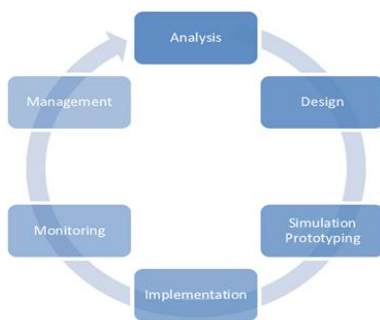 Analysis
Design
Simulation
Prototyping
Implementation
Monitoring
Management